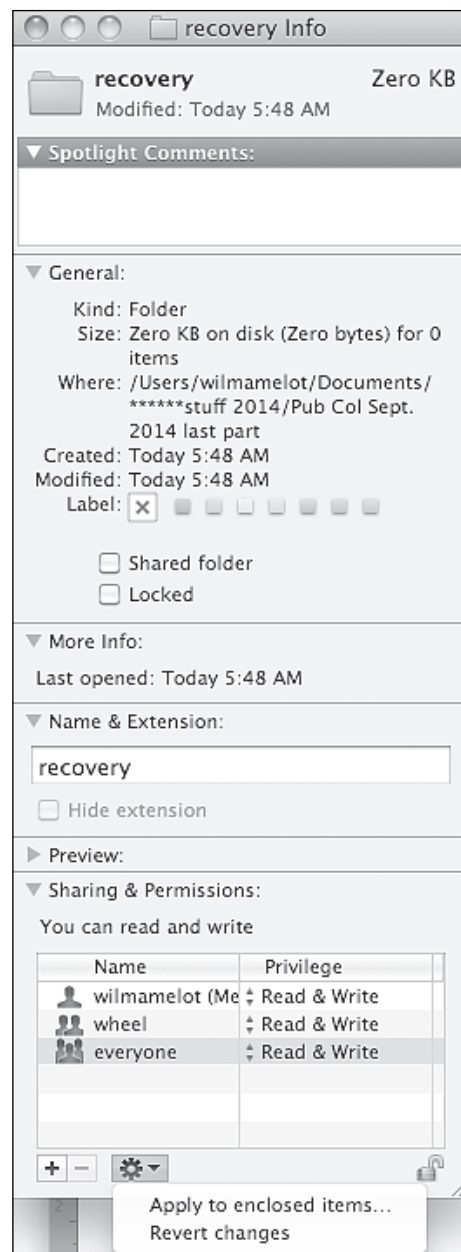 recovery Info
recovery Zero KB
Modified: Today 5:48 AM
Spotlight Comments:
General:
Kind: Folder
Size: Zero KB on disk (Zero bytes) for 0
items
Where: /Users/wilmamelot/Documents/
******stuff 2014/Pub Col Sept.
2014 last part
Created: Today 5:48 AM
Modified: Today 5:48 AM
Label:
Shared folder
Locked
More Info:
Last opened: Today 5:48 AM
Name & Extension:
recovery
Hide extension
Preview:
Sharing & Permissions:
You can read and write
Name Privilege
wilmamelot (Me Read & Write
wheel Read & Write
everyone Read & Write
2
Apply to enclosed items...
Revert changes